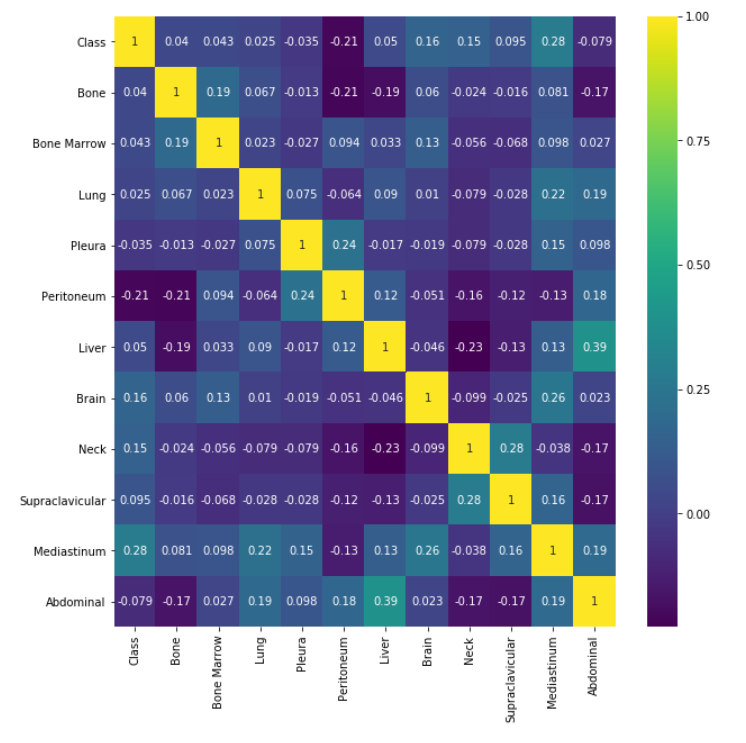 Class 1 0.04 0.043 0.025 -0.035 -0.21 0.05 0.16 0.15 0.095 0.28 -0.079
Bone 0.04 1 0.19 0.067 -0.013 -0.21 -0.19 0.06 -0.024 -0.016 0.081 -0.17
Bone Marrow 0.043 0.19 1 0.023 -0.027 0.094 0.033 0.13 -0.056 -0.068 0.098 0.027
Lung 0.025 0.067 0.023 1 0.075 -0.064 0.09 0.01 -0.079 -0.028 0.22 0.19
Pleura -0.035 -0.013 -0.027 0.075 1 0.24 -0.017 -0.019 -0.079 -0.028 0.15 0.098
Peritoneum -0.21 -0.21 0.094 -0.064 0.24 1 0.12 -0.051 -0.16 -0.12 -0.13 0.18
Liver 0.05 -0.19 0.033 0.09 -0.017 0.12 1 -0.046 -0.23 -0.13 0.13 0.39
Brain 0.16 0.06 0.13 0.01 -0.019 -0.051 -0.046 1 -0.099 -0.025 0.26 0.023
Neck 0.15 -0.024 -0.056 -0.079 -0.079 -0.16 -0.23 -0.099 1 0.28 -0.038 -0.17
Supraclavicular 0.095 -0.016 -0.068 -0.028 -0.028 -0.12 -0.13 -0.025 0.28 1 0.16 -0.17
Mediastinum 0.28 0.081 0.098 0.22 0.15 -0.13 0.13 0.26 -0.038 0.16 1 0.19
Abdominal -0.079 -0.17 0.027 0.19 0.098 0.18 0.39 0.023 -0.17 -0.17 0.19 1
Class Bone Bone Marrow Lung Pleura Peritoneum Liver Brain Neck Supraclavicular Mediastinum Abdominal
1.00
0.75
0.50
0.25
0.00